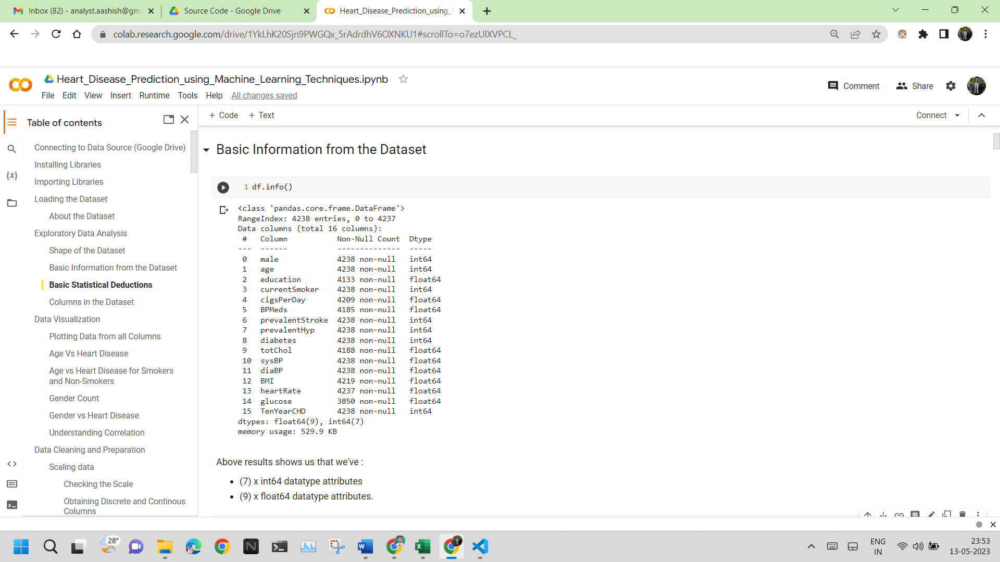 Inbox (82) - analyst.aashish@gm
Source Code - Google Drive
Heart_Disease_Prediction_using_
colab.research.google.com/drive/1YkLhK20Sjn9PWGQx_5rAdrdhV6OXNKU1#scrollTo=o7ezUlXVPCL_
Heart_Disease_Prediction_using_Machine_Learning_Techniques.ipynb
File Edit View Insert Runtime Tools Help All changes saved
Comment Share
Table of contents
+ Code + Text
Connect
Connecting to Data Source (Google Drive)
Installing Libraries
Importing Libraries
Loading the Dataset
About the Dataset
Exploratory Data Analysis
Shape of the Dataset
Basic Information from the Dataset
Basic Statistical Deductions
Columns in the Dataset
Data Visualization
Plotting Data from all Columns
Age Vs Heart Disease
Age vs Heart Disease for Smokers
and Non-Smokers
Gender Count
Gender vs Heart Disease
Understanding Correlation
Data Cleaning and Preparation
Scaling data
Checking the Scale
Obtaining Discrete and Continous
Columns
{x}
Basic Information from the Dataset
1 df.info()
<class 'pandas.core.frame.DataFrame'>
RangeIndex: 4238 entries, 0 to 4237
Data columns (total 16 columns):
# Column Non-Null Count Dtype
--- ------ -------------- -----
0 male 4238 non-null int64
1 age 4238 non-null int64
2 education 4133 non-null float64
3 currentSmoker 4238 non-null int64
4 cigsPerDay 4209 non-null float64
5 BPMeds 4185 non-null float64
6 prevalentStroke 4238 non-null int64
7 prevalentHyp 4238 non-null int64
8 diabetes 4238 non-null int64
9 totChol 4188 non-null float64
10 sysBP 4238 non-null float64
11 diaBP 4238 non-null float64
12 BMI 4219 non-null float64
13 heartRate 4237 non-null float64
14 glucose 3850 non-null float64
15 TenYearCHD 4238 non-null int64
dtypes: float64(9), int64(7)
memory usage: 529.9 KB
Above results shows us that we've :
• (7) x int64 datatype attributes
• (9) x float64 datatype attributes.
28°
ENG
IN
23:53
13-05-2023